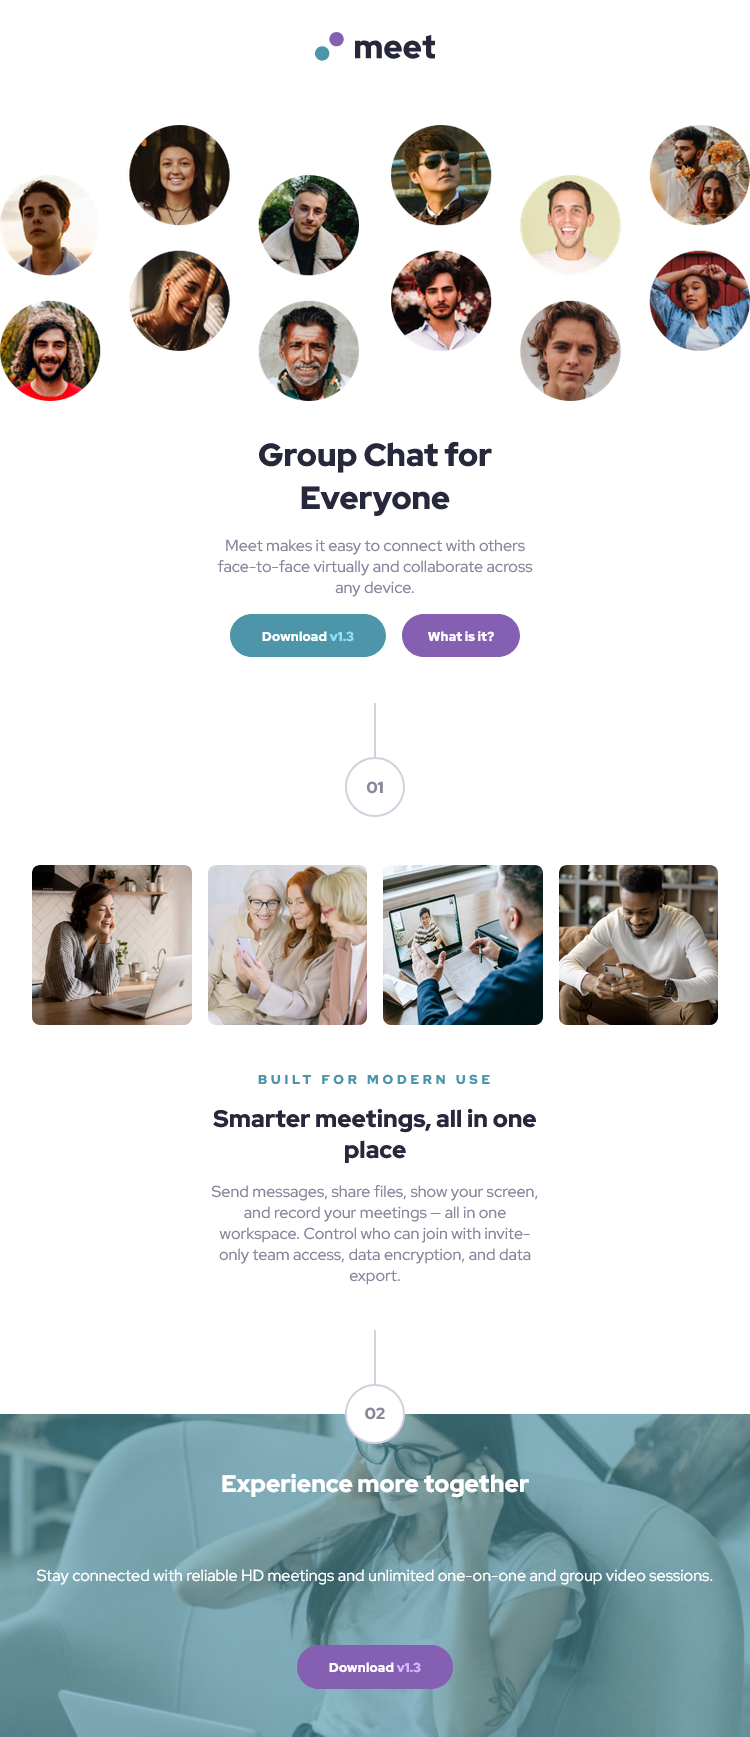 meet
Group Chat for
Everyone
Meet makes it easy to connect with others
face-to-face virtually and collaborate across
any device.
Download v1.3
What is it?
01
BUILT FOR MODERN USE
Smarter meetings, all in one
place
Send messages, share files, show your screen,
and record your meetings — all in one
workspace. Control who can join with invite-
only team access, data encryption, and data
export.
02
Experience more together
Stay connected with reliable HD meetings and unlimited one-on-one and group video sessions.
Download v1.3